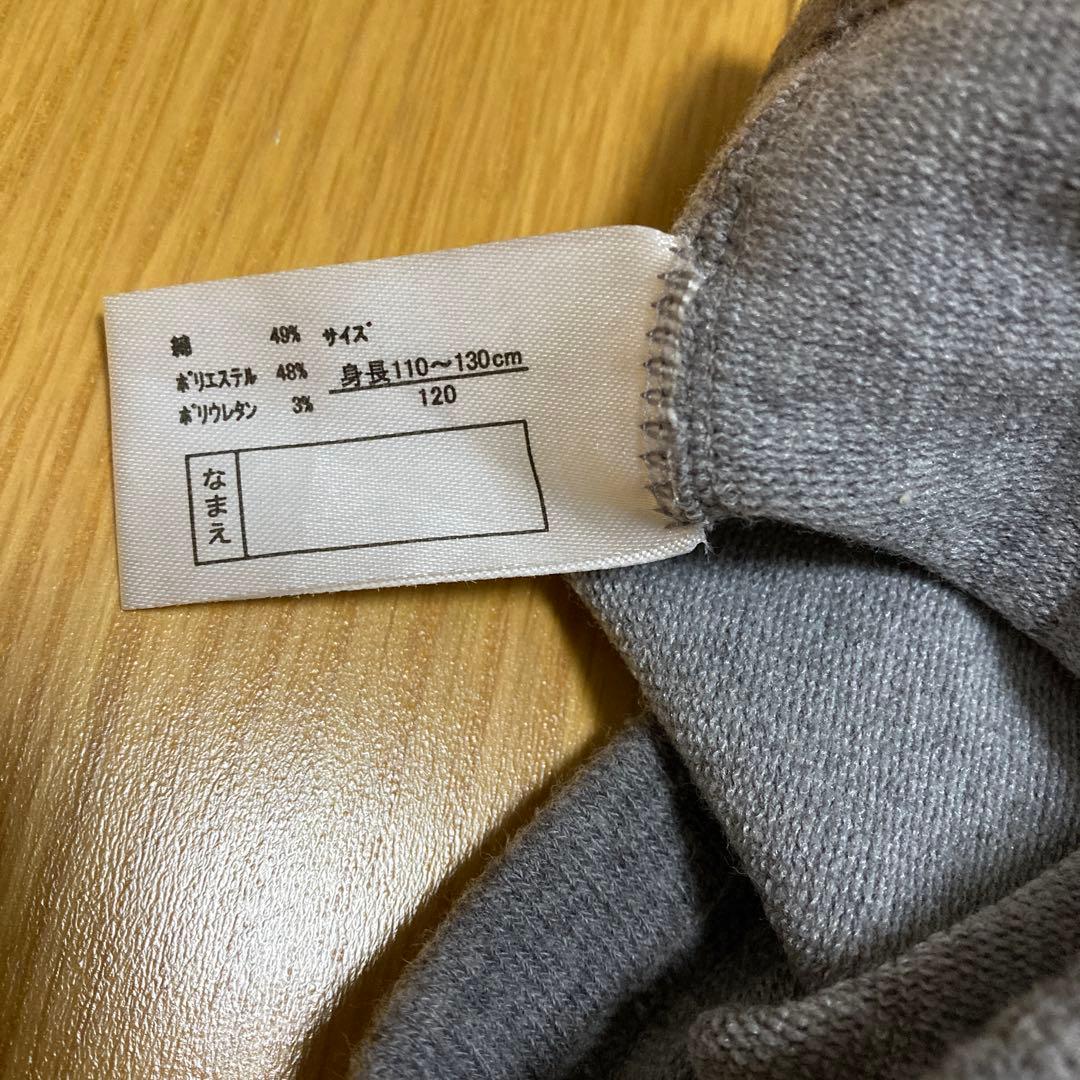 綿 49%
ポリエステル 48%
ポリウレタン 3%
サイズ
身長110～130cm
120
なまえ